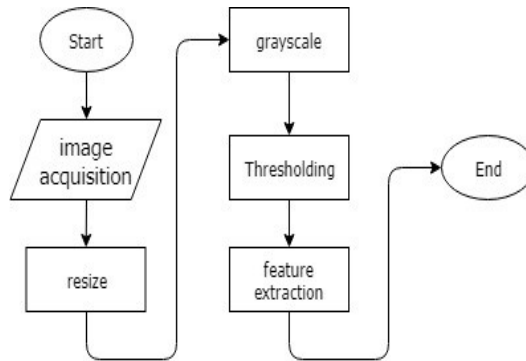 Start
image
acquisition
resize
grayscale
Thresholding
feature
extraction
End